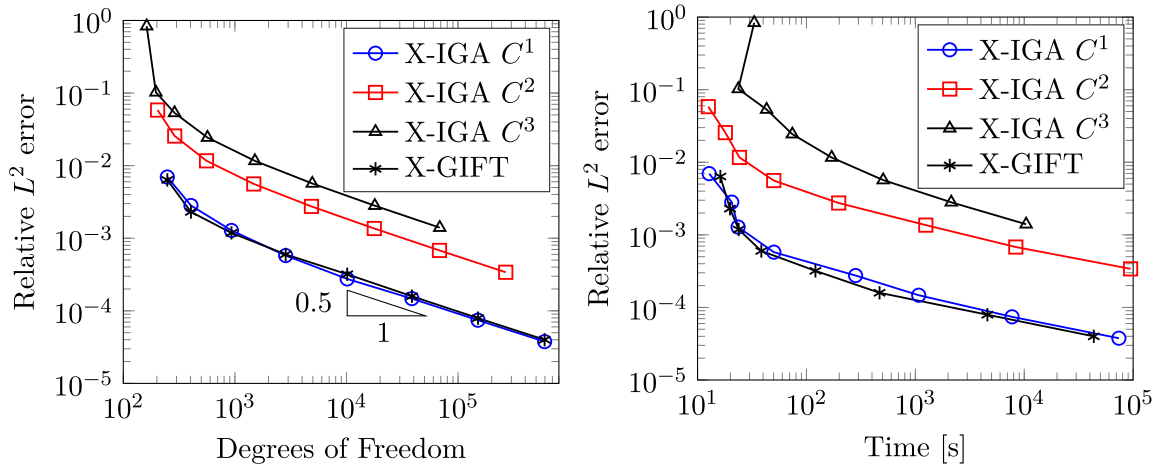 10^0
10^-1
10^-2
10^-3
10^-4
10^-5
Relative L^2 error
X-IGA C^1
X-IGA C^2
X-IGA C^3
X-GIFT
0.5
1
10^2
10^3
10^4
10^5
Degrees of Freedom
10^0
10^-1
10^-2
10^-3
10^-4
10^-5
Relative L^2 error
X-IGA C^1
X-IGA C^2
X-IGA C^3
X-GIFT
10^1
10^2
10^3
10^4
10^5
Time [s]